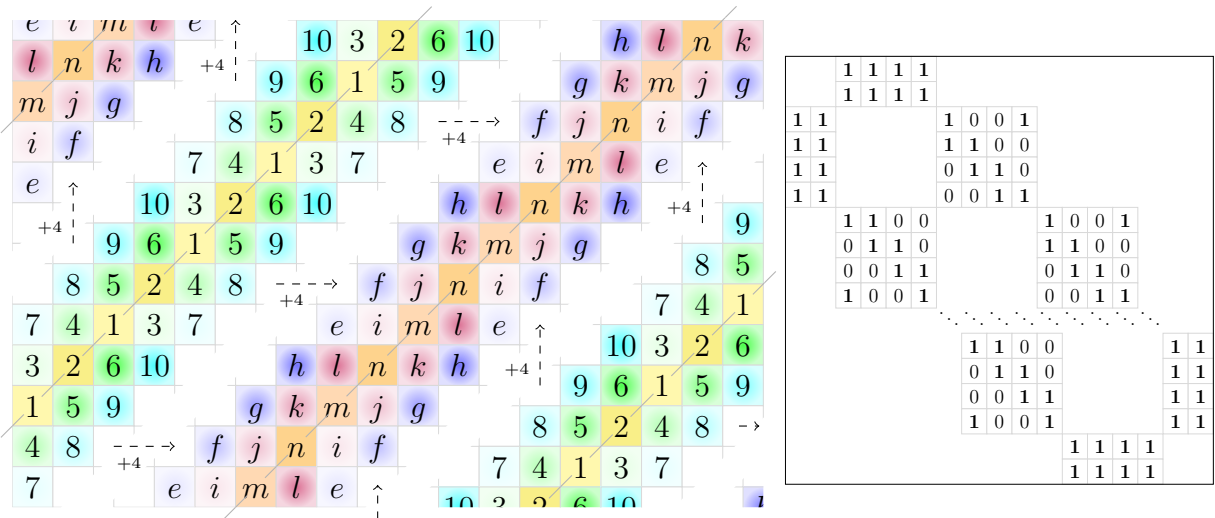 e i m l e
10 3 2 6 10 h l n k
l n k h +4
9 6 1 5 9 g k m j g
m j g
8 5 2 4 8 f j n i f
+4
i f
7 4 1 3 7 e i m l e
e
10 3 2 6 10 h l n k h +4
+4 9
9 6 1 5 9 g k m j g
8 5
8 5 2 4 8 f j n i f
+4 7 4 1
7 4 1 3 7 e i m l e
10 3 2 6
3 2 6 10 h l n k h +4
9 6 1 5 9
1 5 9 g k m j g
8 5 2 4 8
4 8 f j n i f
+4 7 4 1 3 7
7 e i m l e
10 3 2 6 10
1 1 1 1
1 1 1 1
1 1 1 0 0 1
1 1 1 1 0 0
1 1 0 1 1 0
1 1 0 0 1 1
1 1 0 0 1 0 0 1
0 1 1 0 1 1 0 0
0 0 1 1 0 1 1 0
1 0 0 1 0 0 1 1
1 1 0 0 1 1
0 1 1 0 1 1
0 0 1 1 1 1
1 0 0 1 1 1
1 1 1 1
1 1 1 1